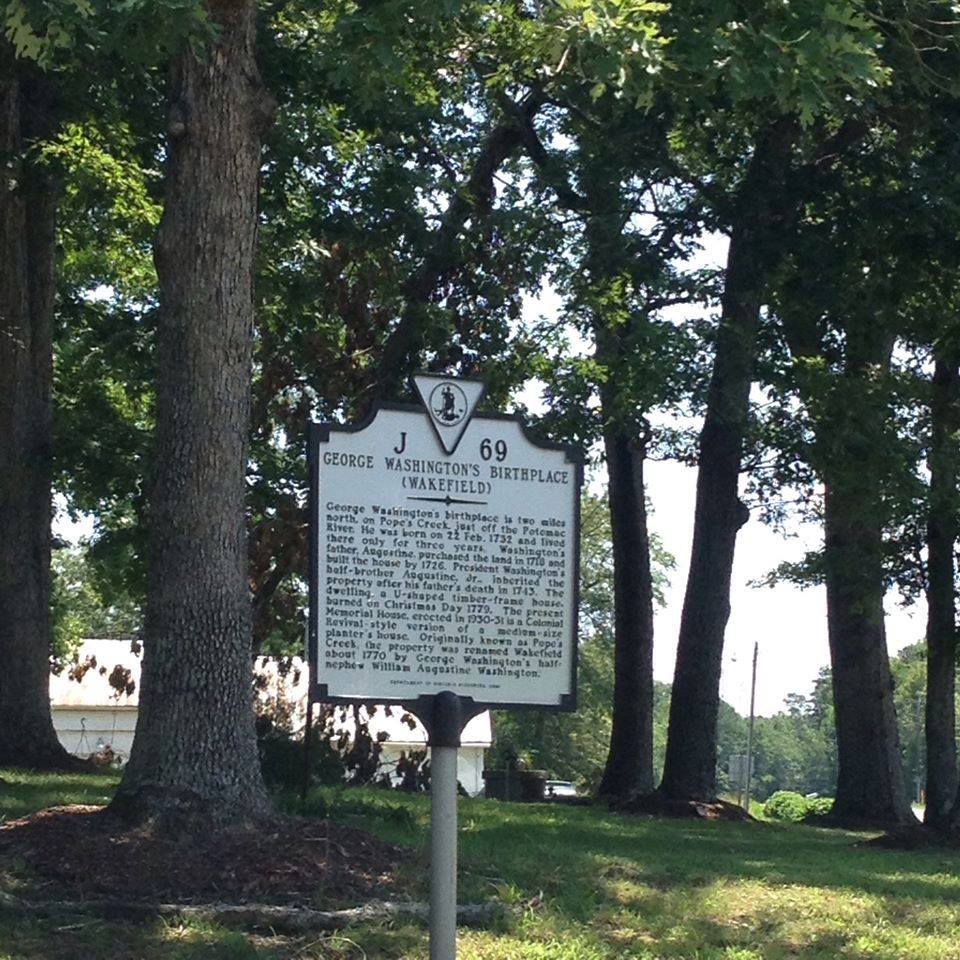 J 69
GEORGE WASHINGTON'S BIRTHPLACE
(WAKEFIELD)
George Washington's birthplace is two miles
north, on Pope's Creek, just off the Potomac
River. He was born on 22 Feb. 1732 and lived
there only for three years. Washington's
father, Augustine, purchased the land in 1718 and
built the house by 1726. President Washington's
half-brother Augustine, Jr., inherited the
property after his father's death in 1743. The
dwelling, a U-shaped timber-frame house,
burned on Christmas Day 1779. The present
Memorial House, erected in 1930-31 is a Colonial
Revival-style version of a medium-size
planter's house. Originally known as Pope's
Creek, the property was renamed Wakefield
about 1770 by George Washington's half-
nephew William Augustine Washington.
DEPARTMENT OF HISTORIC RESOURCES,